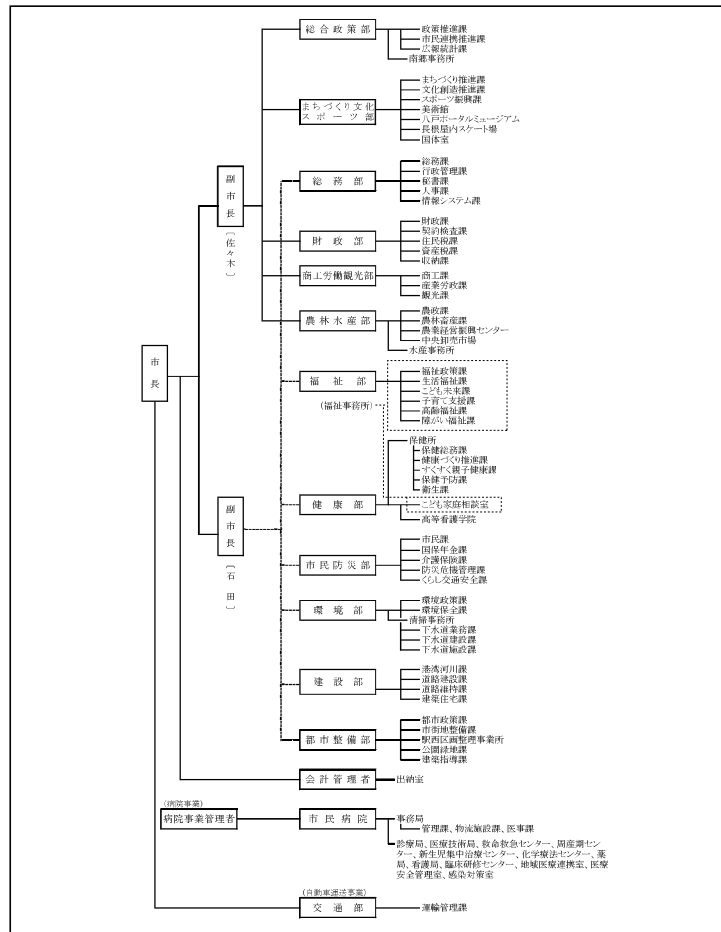 総合政策部
政策推進課
市民連携推進課
広報統計課
南郷事務所
まちづくり文化
スポーツ部
まちづくり推進課
文化創造推進課
スポーツ振興課
美術館
八戸ポータルミュージアム
長根屋内スケート場
国体室
副市長
〔佐々木〕
総務部
総務課
行政管理課
秘書課
人事課
情報システム課
財政部
財政課
契約検査課
住民税課
資産税課
収納課
商工労働観光部
商工課
産業労政課
観光課
農林水産部
農政課
農林畜産課
農業経営振興センター
中央卸売市場
水産事務所
市長
福祉部
(福祉事務所)
福祉政策課
生活福祉課
こども未来課
子育て支援課
高齢福祉課
障がい福祉課
副市長
〔石田〕
健康部
保健所
保健総務課
健康づくり推進課
すくすく親子健康課
保健予防課
衛生課
こども家庭相談室
高等看護学院
市民防災部
市民課
国保年金課
介護保険課
防災危機管理課
くらし交通安全課
環境部
環境政策課
環境保全課
清掃事務所
下水道業務課
下水道建設課
下水道施設課
建設部
港湾河川課
道路建設課
道路維持課
建築住宅課
都市整備部
都市政策課
市街地整備課
駅西区画整理事業所
公園緑地課
建築指導課
会計管理者
出納室
(病院事業)
病院事業管理者
市民病院
事務局
管理課、物流施設課、医事課
診療局、医療技術局、救命救急センター、周産期セン
ター、新生児集中治療センター、化学療法センター、薬
局、看護局、臨床研修センター、地域医療連携室、医療
安全管理室、感染対策室
(自動車運送事業)
交通部
運輸管理課